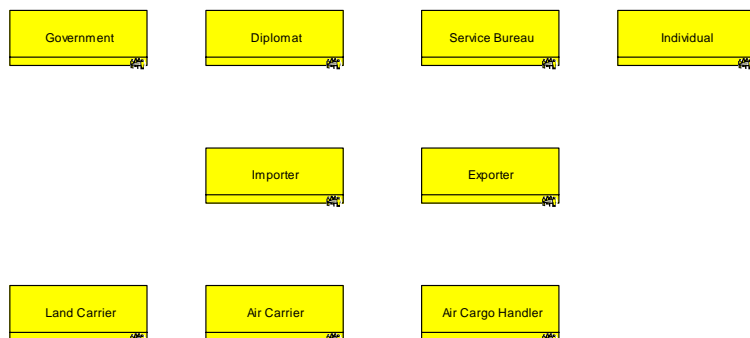 Government
Diplomat
Service Bureau
Individual
Importer
Exporter
Land Carrier
Air Carrier
Air Cargo Handler